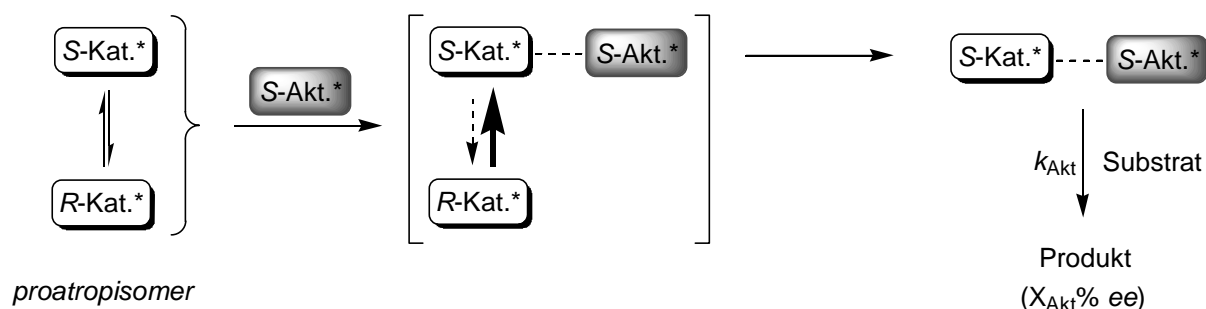 S-Kat.*
R-Kat.*
proatropisomer
S-Akt.*
S-Kat.*
S-Akt.*
R-Kat.*
S-Kat.*
S-Akt.*
kAkt
Substrat
Produkt
(XAkt% ee)